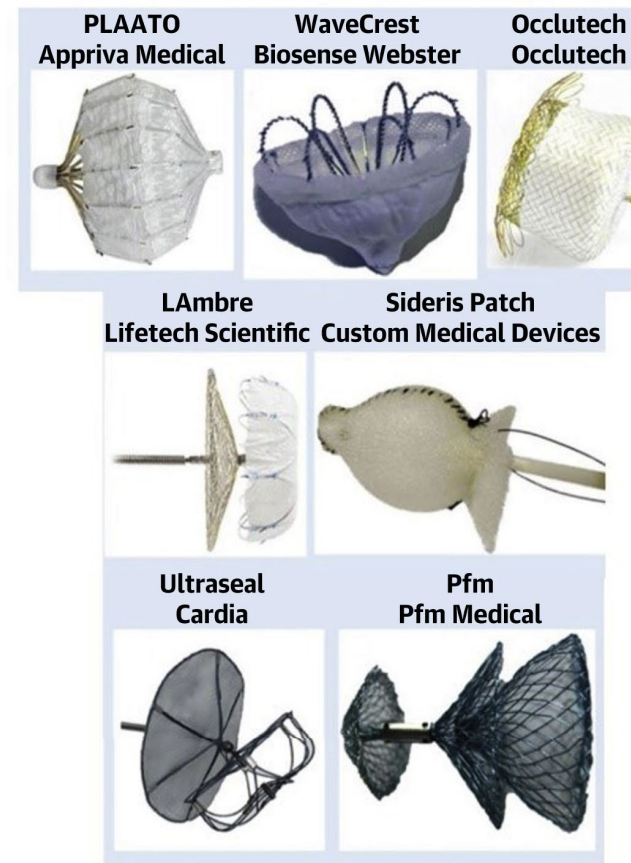 PLAATO
Appriva Medical
WaveCrest
Biosense Webster
Occlutech
Occlutech
LAmbre
Lifetech Scientific
Sideris Patch
Custom Medical Devices
Ultraseal
Cardia
Pfm
Pfm Medical